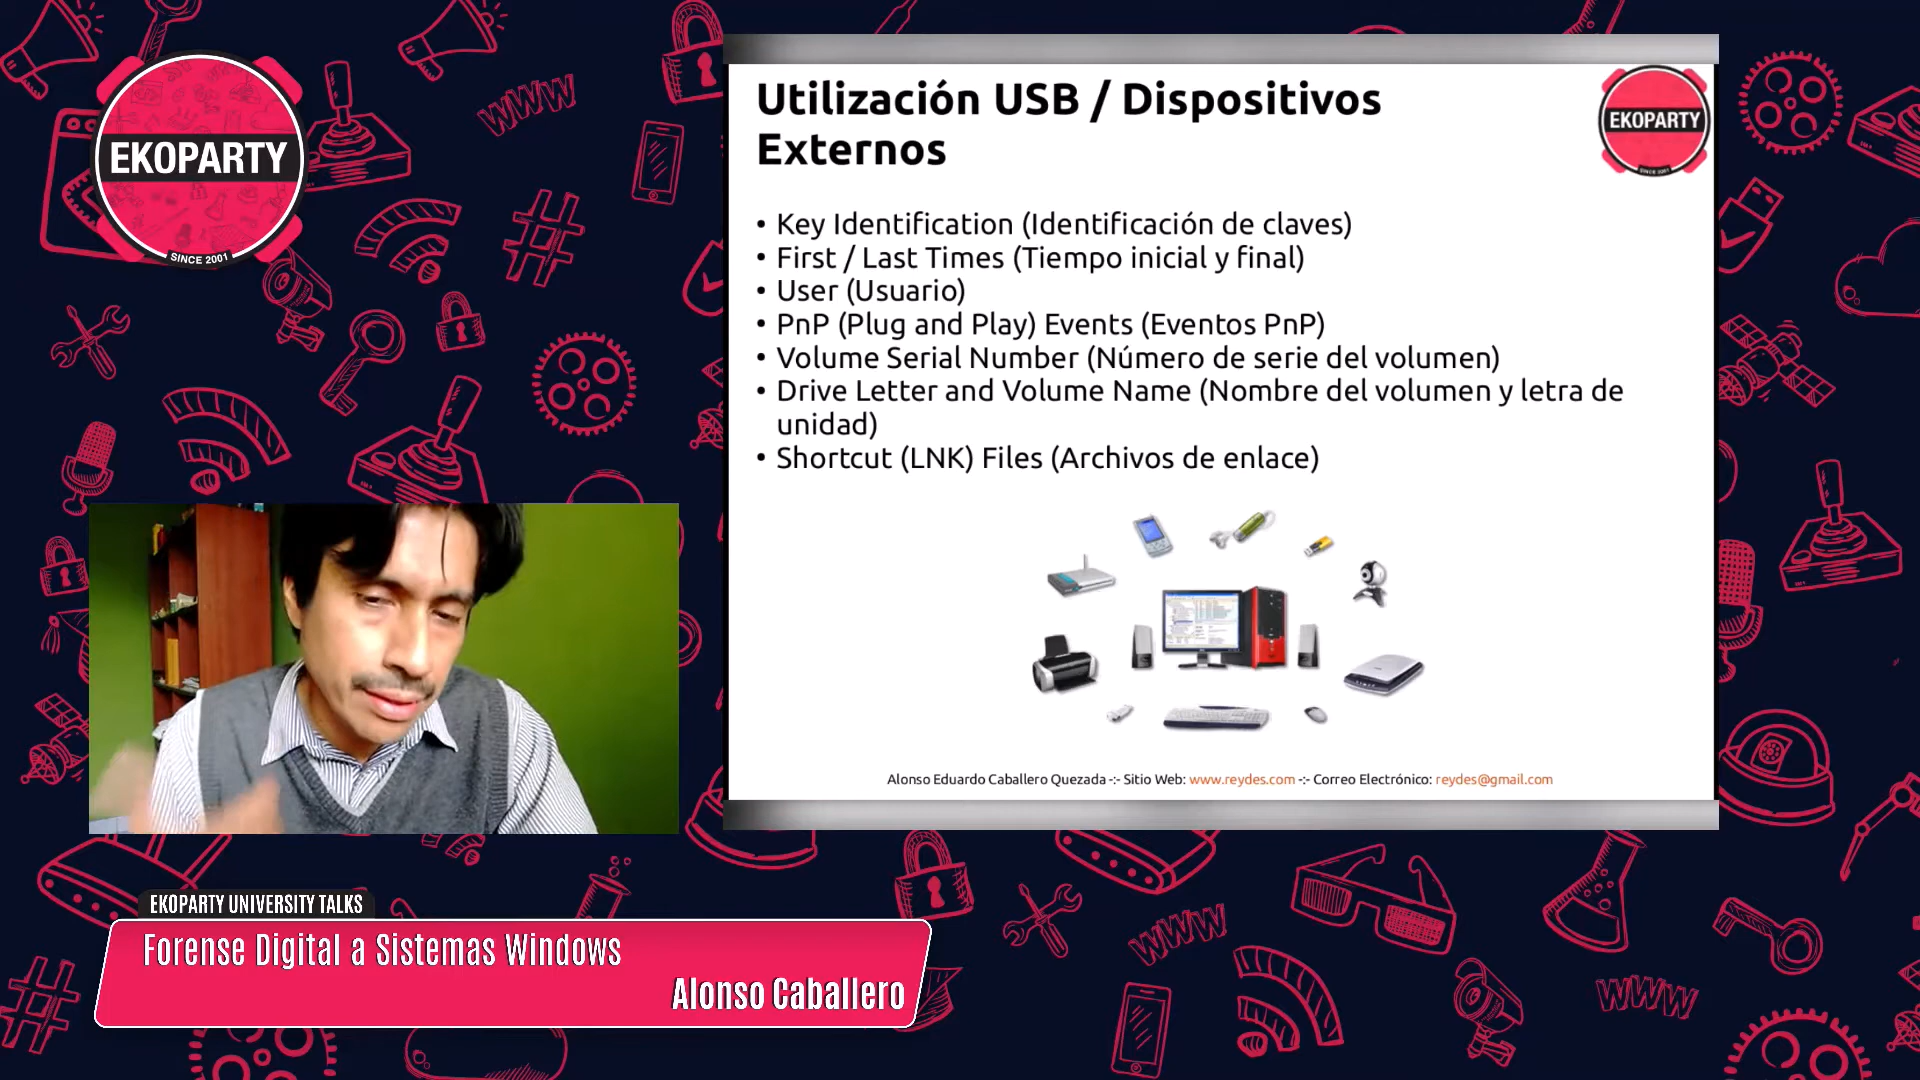 EKOPARTY
SINCE 2001
Utilización USB / Dispositivos
Externos
EKOPARTY
SINCE 2001
• Key Identification (Identificación de claves)
• First / Last Times (Tiempo inicial y final)
• User (Usuario)
• PnP (Plug and Play) Events (Eventos PnP)
• Volume Serial Number (Número de serie del volumen)
• Drive Letter and Volume Name (Nombre del volumen y letra de
unidad)
• Shortcut (LNK) Files (Archivos de enlace)
Alonso Eduardo Caballero Quezada -:- Sitio Web: www.reydes.com -:- Correo Electrónico: reydes@gmail.com
EKOPARTY UNIVERSITY TALKS
Forense Digital a Sistemas Windows
Alonso Caballero
WWW
WWW
WWW